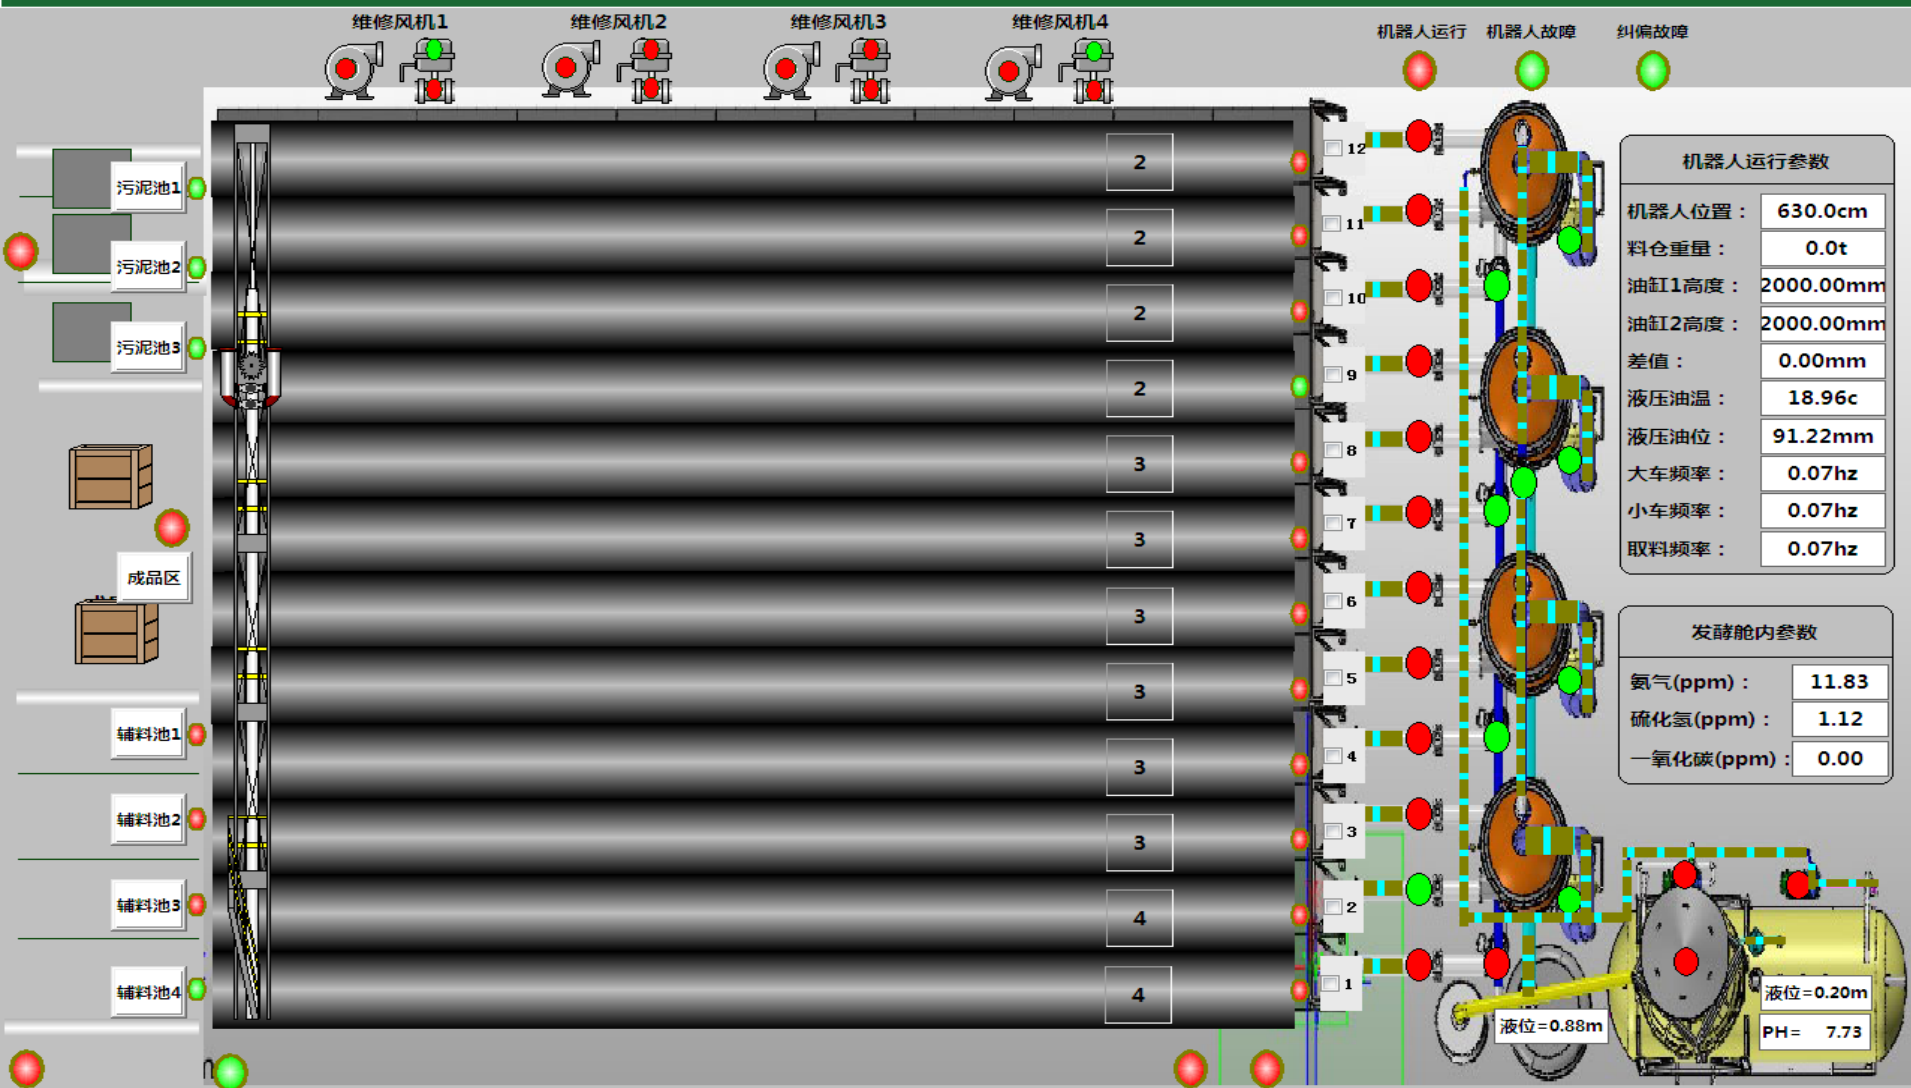 维修风机1
维修风机2
维修风机3
维修风机4
机器人运行
机器人故障
纠偏故障
污泥池1
污泥池2
污泥池3
成品区
辅料池1
辅料池2
辅料池3
辅料池4
2
2
2
2
3
3
3
3
3
3
4
4
12
11
10
9
8
7
6
5
4
3
2
1
机器人运行参数
机器人位置： 630.0cm
料仓重量： 0.0t
油缸1高度： 2000.00mm
油缸2高度： 2000.00mm
差值： 0.00mm
液压油温： 18.96c
液压油位： 91.22mm
大车频率： 0.07hz
小车频率： 0.07hz
取料频率： 0.07hz
发酵舱内参数
氨气(ppm)： 11.83
硫化氢(ppm)： 1.12
一氧化碳(ppm)： 0.00
液位=0.20m
液位=0.88m
PH= 7.73